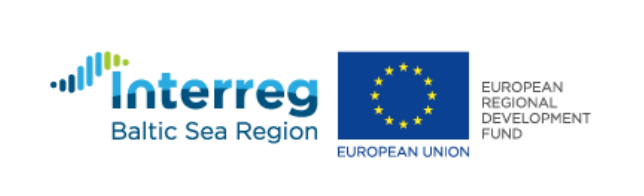 Interreg
Baltic Sea Region
EUROPEAN UNION
EUROPEAN
REGIONAL
DEVELOPMENT
FUND